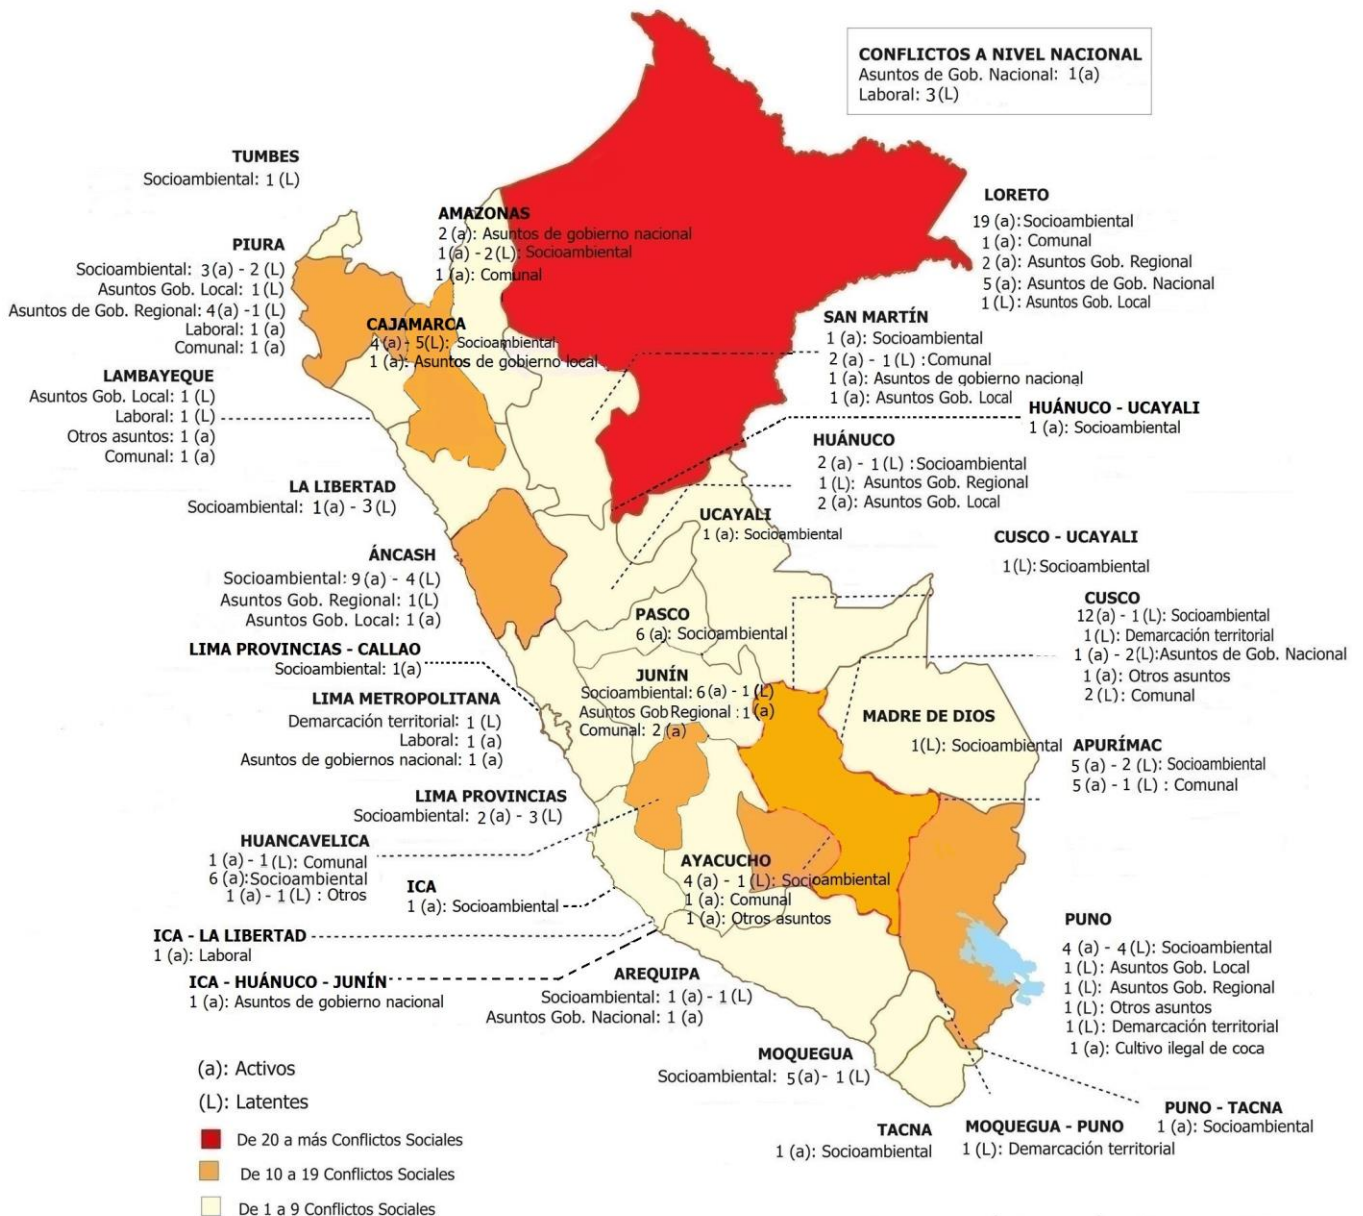 CONFLICTOS A NIVEL NACIONAL
Asuntos de Gob. Nacional: 1(a)
Laboral: 3(L)
TUMBES
Socioambiental: 1 (L)
PIURA
Socioambiental: 3(a) - 2 (L)
Asuntos Gob. Local: 1 (L)
Asuntos de Gob. Regional: 4(a) -1 (L)
Laboral: 1 (a)
Comunal: 1 (a)
AMAZONAS
2 (a): Asuntos de gobierno nacional
1(a) - 2(L): Socioambiental
1 (a): Comunal
LORETO
19 (a): Socioambiental
1 (a): Comunal
2 (a): Asuntos Gob. Regional
5 (a): Asuntos de Gob. Nacional
1 (L): Asuntos Gob. Local
CAJAMARCA
4(a)- 5(L): Socioambiental
1 (a): Asuntos de gobierno local
SAN MARTÍN
1 (a): Socioambiental
2 (a) - 1 (L) :Comunal
1 (a): Asuntos de gobierno nacional
1 (a): Asuntos Gob. Local
LAMBAYEQUE
Asuntos Gob. Local: 1 (L)
Laboral: 1 (L)
Otros asuntos: 1 (a)
Comunal: 1 (a)
HUÁNUCO - UCAYALI
1 (a): Socioambiental
HUÁNUCO
2 (a) - 1 (L) :Socioambiental
1 (L): Asuntos Gob. Regional
2 (a): Asuntos Gob. Local
LA LIBERTAD
Socioambiental: 1(a) - 3(L)
UCAYALI
1 (a): Socioambiental
CUSCO - UCAYALI
1(L): Socioambiental
ÁNCASH
Socioambiental: 9(a) - 4(L)
Asuntos Gob. Regional: 1(L)
Asuntos Gob. Local: 1 (a)
CUSCO
12(a) - 1(L): Socioambiental
1(L): Demarcación territorial
1 (a) - 2(L):Asuntos de Gob. Nacional
1 (a): Otros asuntos
2 (L): Comunal
PASCO
6(a): Socioambiental
LIMA PROVINCIAS - CALLAO
Socioambiental: 1(a)
JUNÍN
Socioambiental: 6(a) - 1(L)
Asuntos Gob Regional : 1(a)
Comunal: 2 (a)
LIMA METROPOLITANA
Demarcación territorial: 1 (L)
Laboral: 1 (a)
Asuntos de gobiernos nacional: 1 (a)
MADRE DE DIOS
1(L): Socioambiental
APURÍMAC
5 (a) - 2 (L): Socioambiental
5 (a) - 1 (L) : Comunal
LIMA PROVINCIAS
Socioambiental: 2(a) - 3(L)
HUANCAVELICA
1 (a) - 1 (L): Comunal
6 (a):Socioambiental
1 (a) - 1(L) : Otros
AYACUCHO
4 (a) - 1 (L): Socioambiental
1 (a): Comunal
1 (a): Otros asuntos
ICA
1 (a): Socioambiental
PUNO
4 (a) - 4(L): Socioambiental
1(L): Asuntos Gob. Local
1(L): Asuntos Gob. Regional
1(L): Otros asuntos
1(L): Demarcación territorial
1 (a): Cultivo ilegal de coca
ICA - LA LIBERTAD
1 (a): Laboral
ICA - HUÁNUCO - JUNÍN
1 (a): Asuntos de gobierno nacional
AREQUIPA
Socioambiental: 1 (a) - 1 (L)
Asuntos Gob. Nacional: 1 (a)
MOQUEGUA
Socioambiental: 5(a)- 1 (L)
TACNA
1 (a): Socioambiental
MOQUEGUA - PUNO
1 (L): Demarcación territorial
PUNO - TACNA
1 (a): Socioambiental
(a): Activos
(L): Latentes
De 20 a más Conflictos Sociales
De 10 a 19 Conflictos Sociales
De 1 a 9 Conflictos Sociales